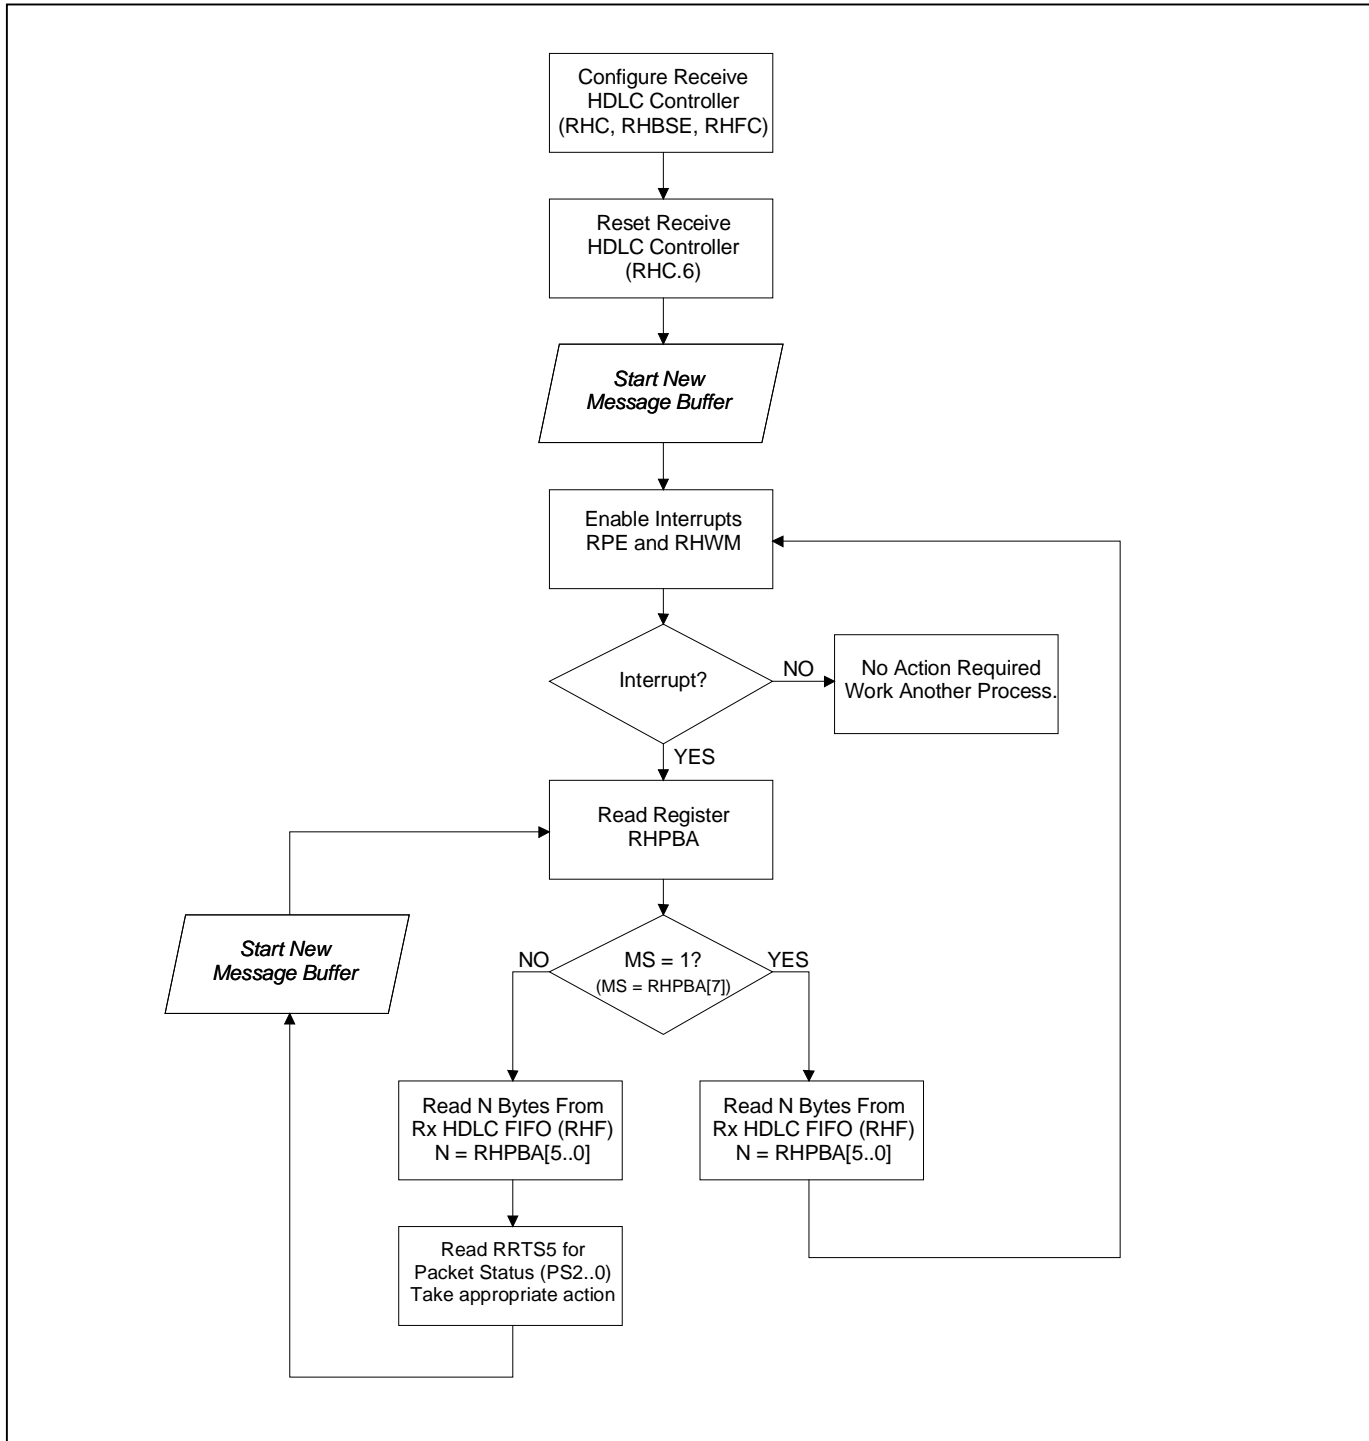 Configure Receive
HDLC Controller
(RHC, RHBSE, RHFC)
Reset Receive
HDLC Controller
(RHC.6)
Start New
Message Buffer
Enable Interrupts
RPE and RHWM
Interrupt?
NO
No Action Required
Work Another Process.
YES
Read Register
RHPBA
Start New
Message Buffer
NO
MS = 1?
(MS = RHPBA[7])
YES
Read N Bytes From
Rx HDLC FIFO (RHF)
N = RHPBA[5..0]
Read N Bytes From
Rx HDLC FIFO (RHF)
N = RHPBA[5..0]
Read RRTS5 for
Packet Status (PS2..0)
Take appropriate action